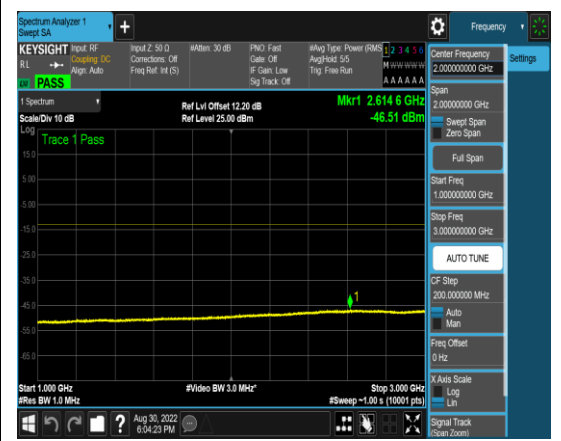 Spectrum Analyzer 1
Swept SA
+
Frequency
KEYSIGHT
Input: RF
Input Z: 50 Ω
#Atten: 30 dB
PNO: Fast
#Avg Type: Power (RMS
1 2 3 4 5 6
RL
Coupling: DC
Corrections: Off
Gate: Off
Avg|Hold: 5/5
M W W W W W
Align: Auto
Freq Ref: Int (S)
IF Gain: Low
Trig: Free Run
Sig Track: Off
A A A A A A
PASS
1 Spectrum
Ref Lvl Offset 12.20 dB
Mkr1 2.614 6 GHz
Scale/Div 10 dB
Ref Level 25.00 dBm
-46.51 dBm
Log
Trace 1 Pass
15.0
5.00
-5.00
-15.0
-25.0
-35.0
1
-45.0
-55.0
-65.0
Start 1.000 GHz
#Video BW 3.0 MHz*
Stop 3.000 GHz
#Res BW 1.0 MHz
#Sweep ~1.00 s (10001 pts)
Aug 30, 2022
6:04:23 PM
?
Settings
Center Frequency
2.000000000 GHz
Span
2.00000000 GHz
Swept Span
Zero Span
Full Span
Start Freq
1.000000000 GHz
Stop Freq
3.000000000 GHz
AUTO TUNE
CF Step
200.000000 MHz
Auto
Man
Freq Offset
0 Hz
X Axis Scale
Log
Lin
Signal Track
(Span Zoom)